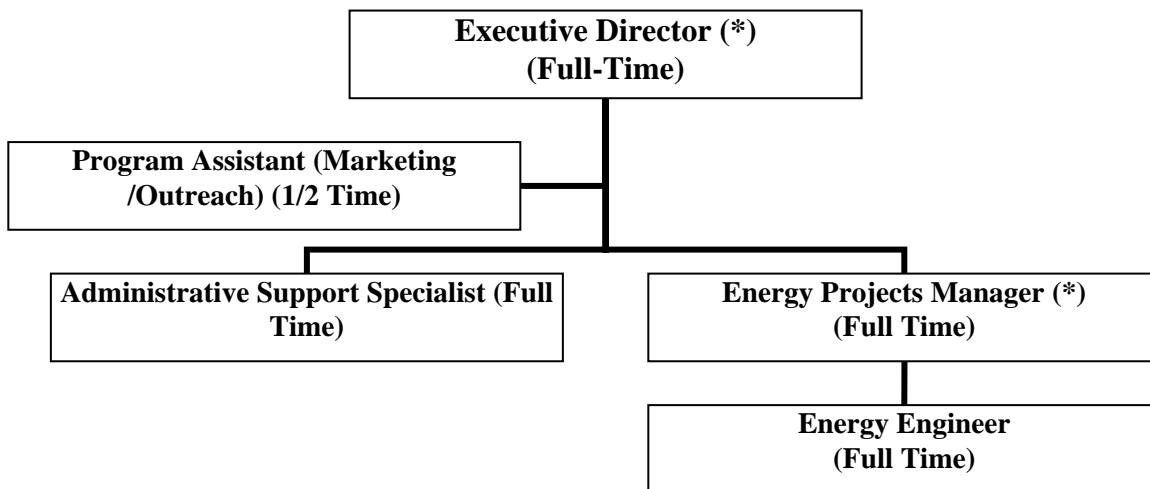 Executive Director (*)
(Full-Time)
Program Assistant (Marketing
/Outreach) (1/2 Time)
Administrative Support Specialist (Full
Time)
Energy Projects Manager (*)
(Full Time)
Energy Engineer
(Full Time)